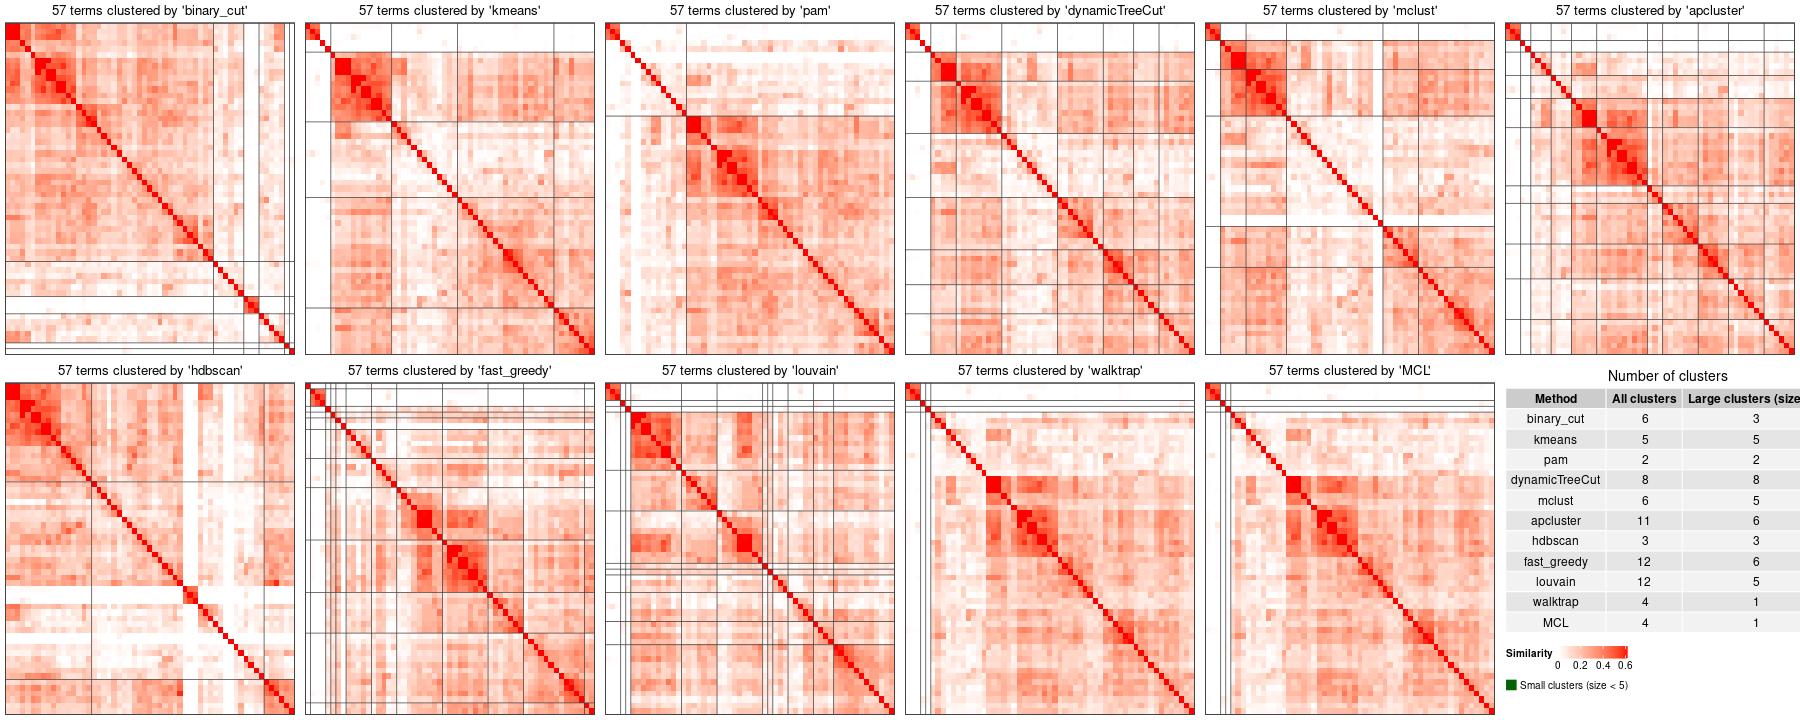 57 terms clustered by 'binary_cut'
57 terms clustered by 'kmeans'
57 terms clustered by 'pam'
57 terms clustered by 'dynamicTreeCut'
57 terms clustered by 'mclust'
57 terms clustered by 'apcluster'
57 terms clustered by 'hdbscan'
57 terms clustered by 'fast_greedy'
57 terms clustered by 'louvain'
57 terms clustered by 'walktrap'
57 terms clustered by 'MCL'
Number of clusters
Method All clusters Large clusters (size
binary_cut 6 3
kmeans 5 5
pam 2 2
dynamicTreeCut 8 8
mclust 6 5
apcluster 11 6
hdbscan 3 3
fast_greedy 12 6
louvain 12 5
walktrap 4 1
MCL 4 1
Similarity
0 0.2 0.4 0.6
Small clusters (size < 5)